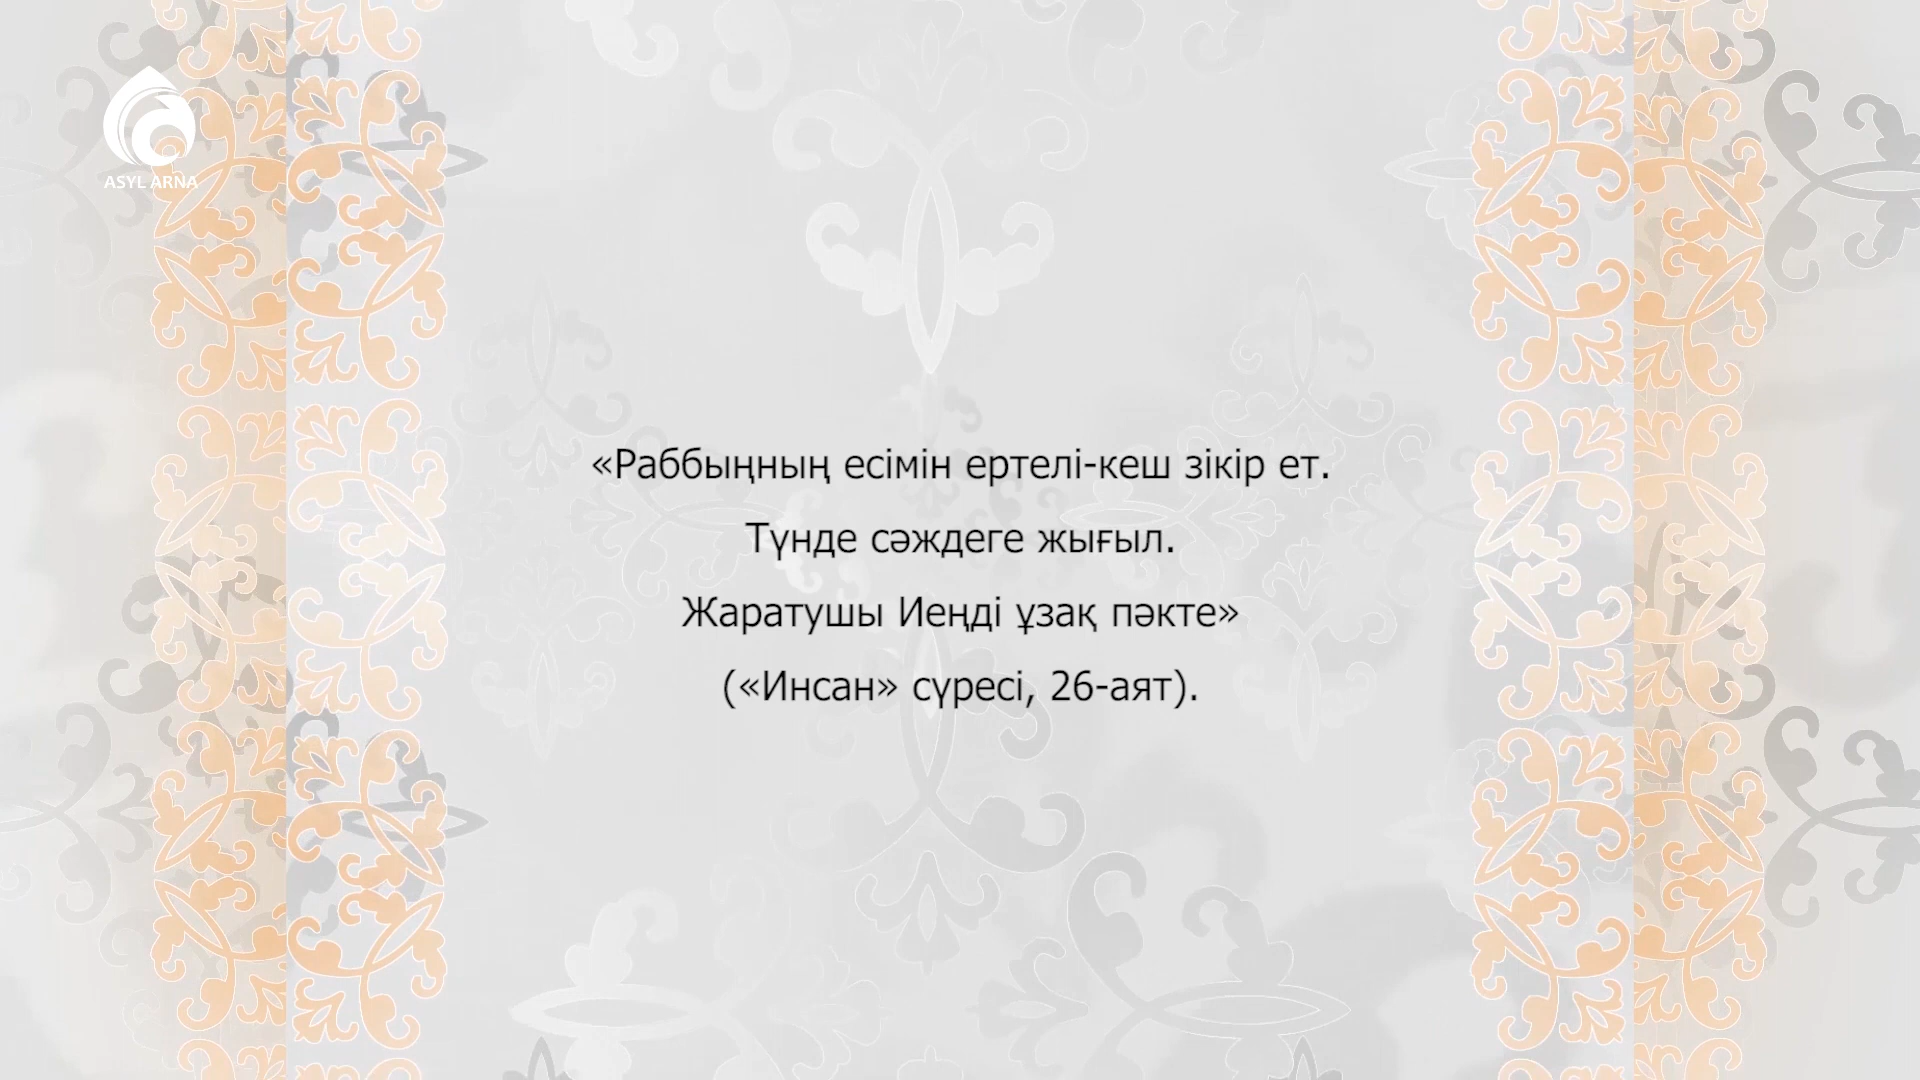 ASYL ARNA
«Раббыңның есімін ертелі-кеш зікір ет.
Түнде сәждеге жығыл.
Жаратушы Иеңді ұзақ пәкте»
(«Инсан» сүресі, 26-аят).